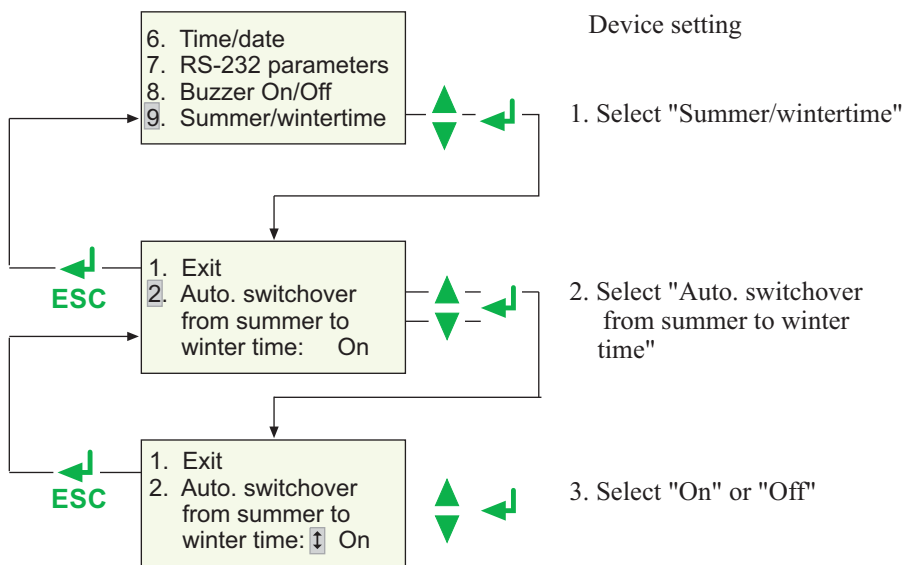 Device setting
6. Time/date
7. RS-232 parameters
8. Buzzer On/Off
9. Summer/wintertime
1. Select "Summer/wintertime"
1. Exit
2. Auto. switchover
from summer to
winter time: On
ESC
2. Select "Auto. switchover
from summer to winter
time"
1. Exit
2. Auto. switchover
from summer to
winter time: ↕ On
ESC
3. Select "On" or "Off"